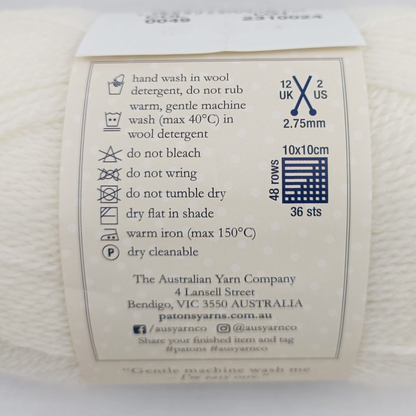 0049 2310024
hand wash in wool
detergent, do not rub
warm, gentle machine
wash (max 40°C) in
wool detergent
do not bleach
do not wring
do not tumble dry
dry flat in shade
warm iron (max 150°C)
P dry cleanable
12 2
UK US
2.75mm
10x10cm
48 rows
36 sts
The Australian Yarn Company
4 Lansell Street
Bendigo, VIC 3550 AUSTRALIA
patonsyarns.com.au
/ausyarnco @ausyarnco
Share your finished item and tag
#patons #ausyarnco
"Gentle machine wash me
I'm easy care."